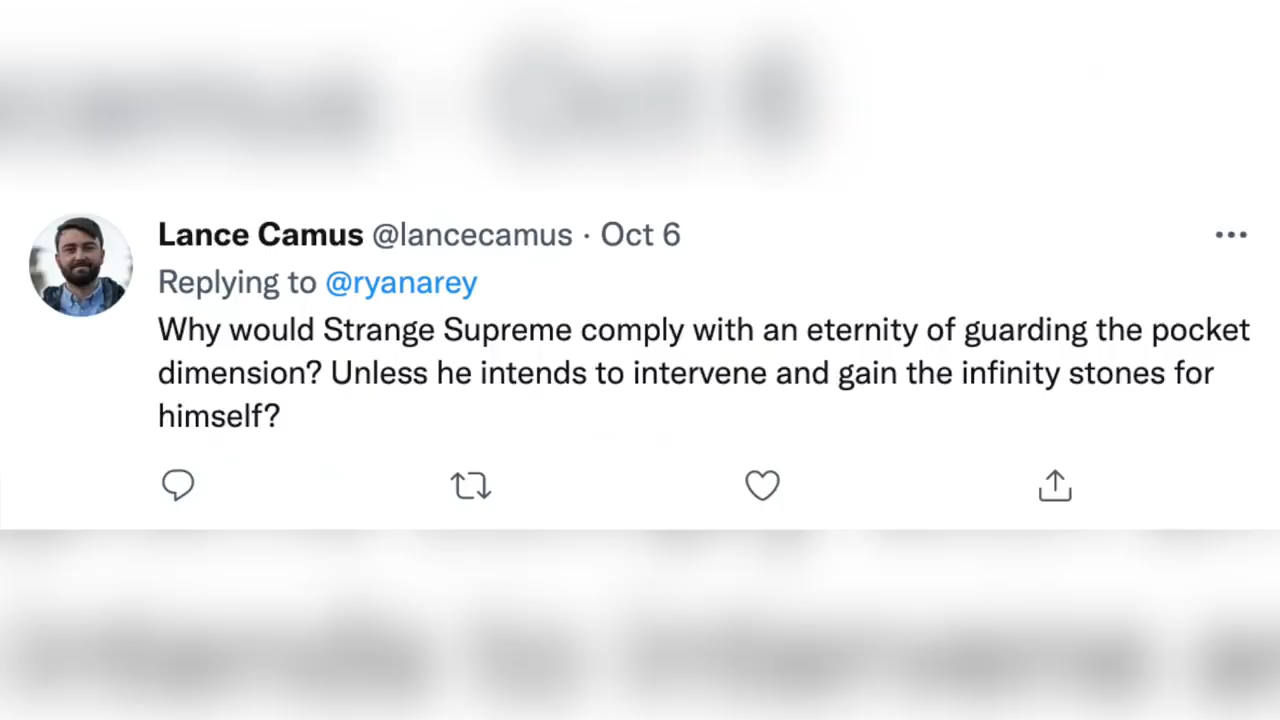 Lance Camus @lancecamus · Oct 6
Replying to @ryanarey
Why would Strange Supreme comply with an eternity of guarding the pocket
dimension? Unless he intends to intervene and gain the infinity stones for
himself?